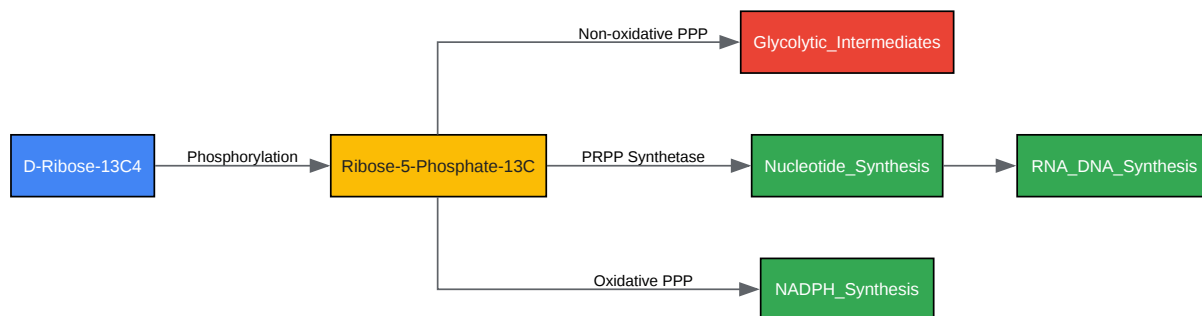 Non-oxidative PPP
Glycolytic_Intermediates
D-Ribose-13C4
Phosphorylation
Ribose-5-Phosphate-13C
PRPP Synthetase
Nucleotide_Synthesis
RNA_DNA_Synthesis
Oxidative PPP
NADPH_Synthesis